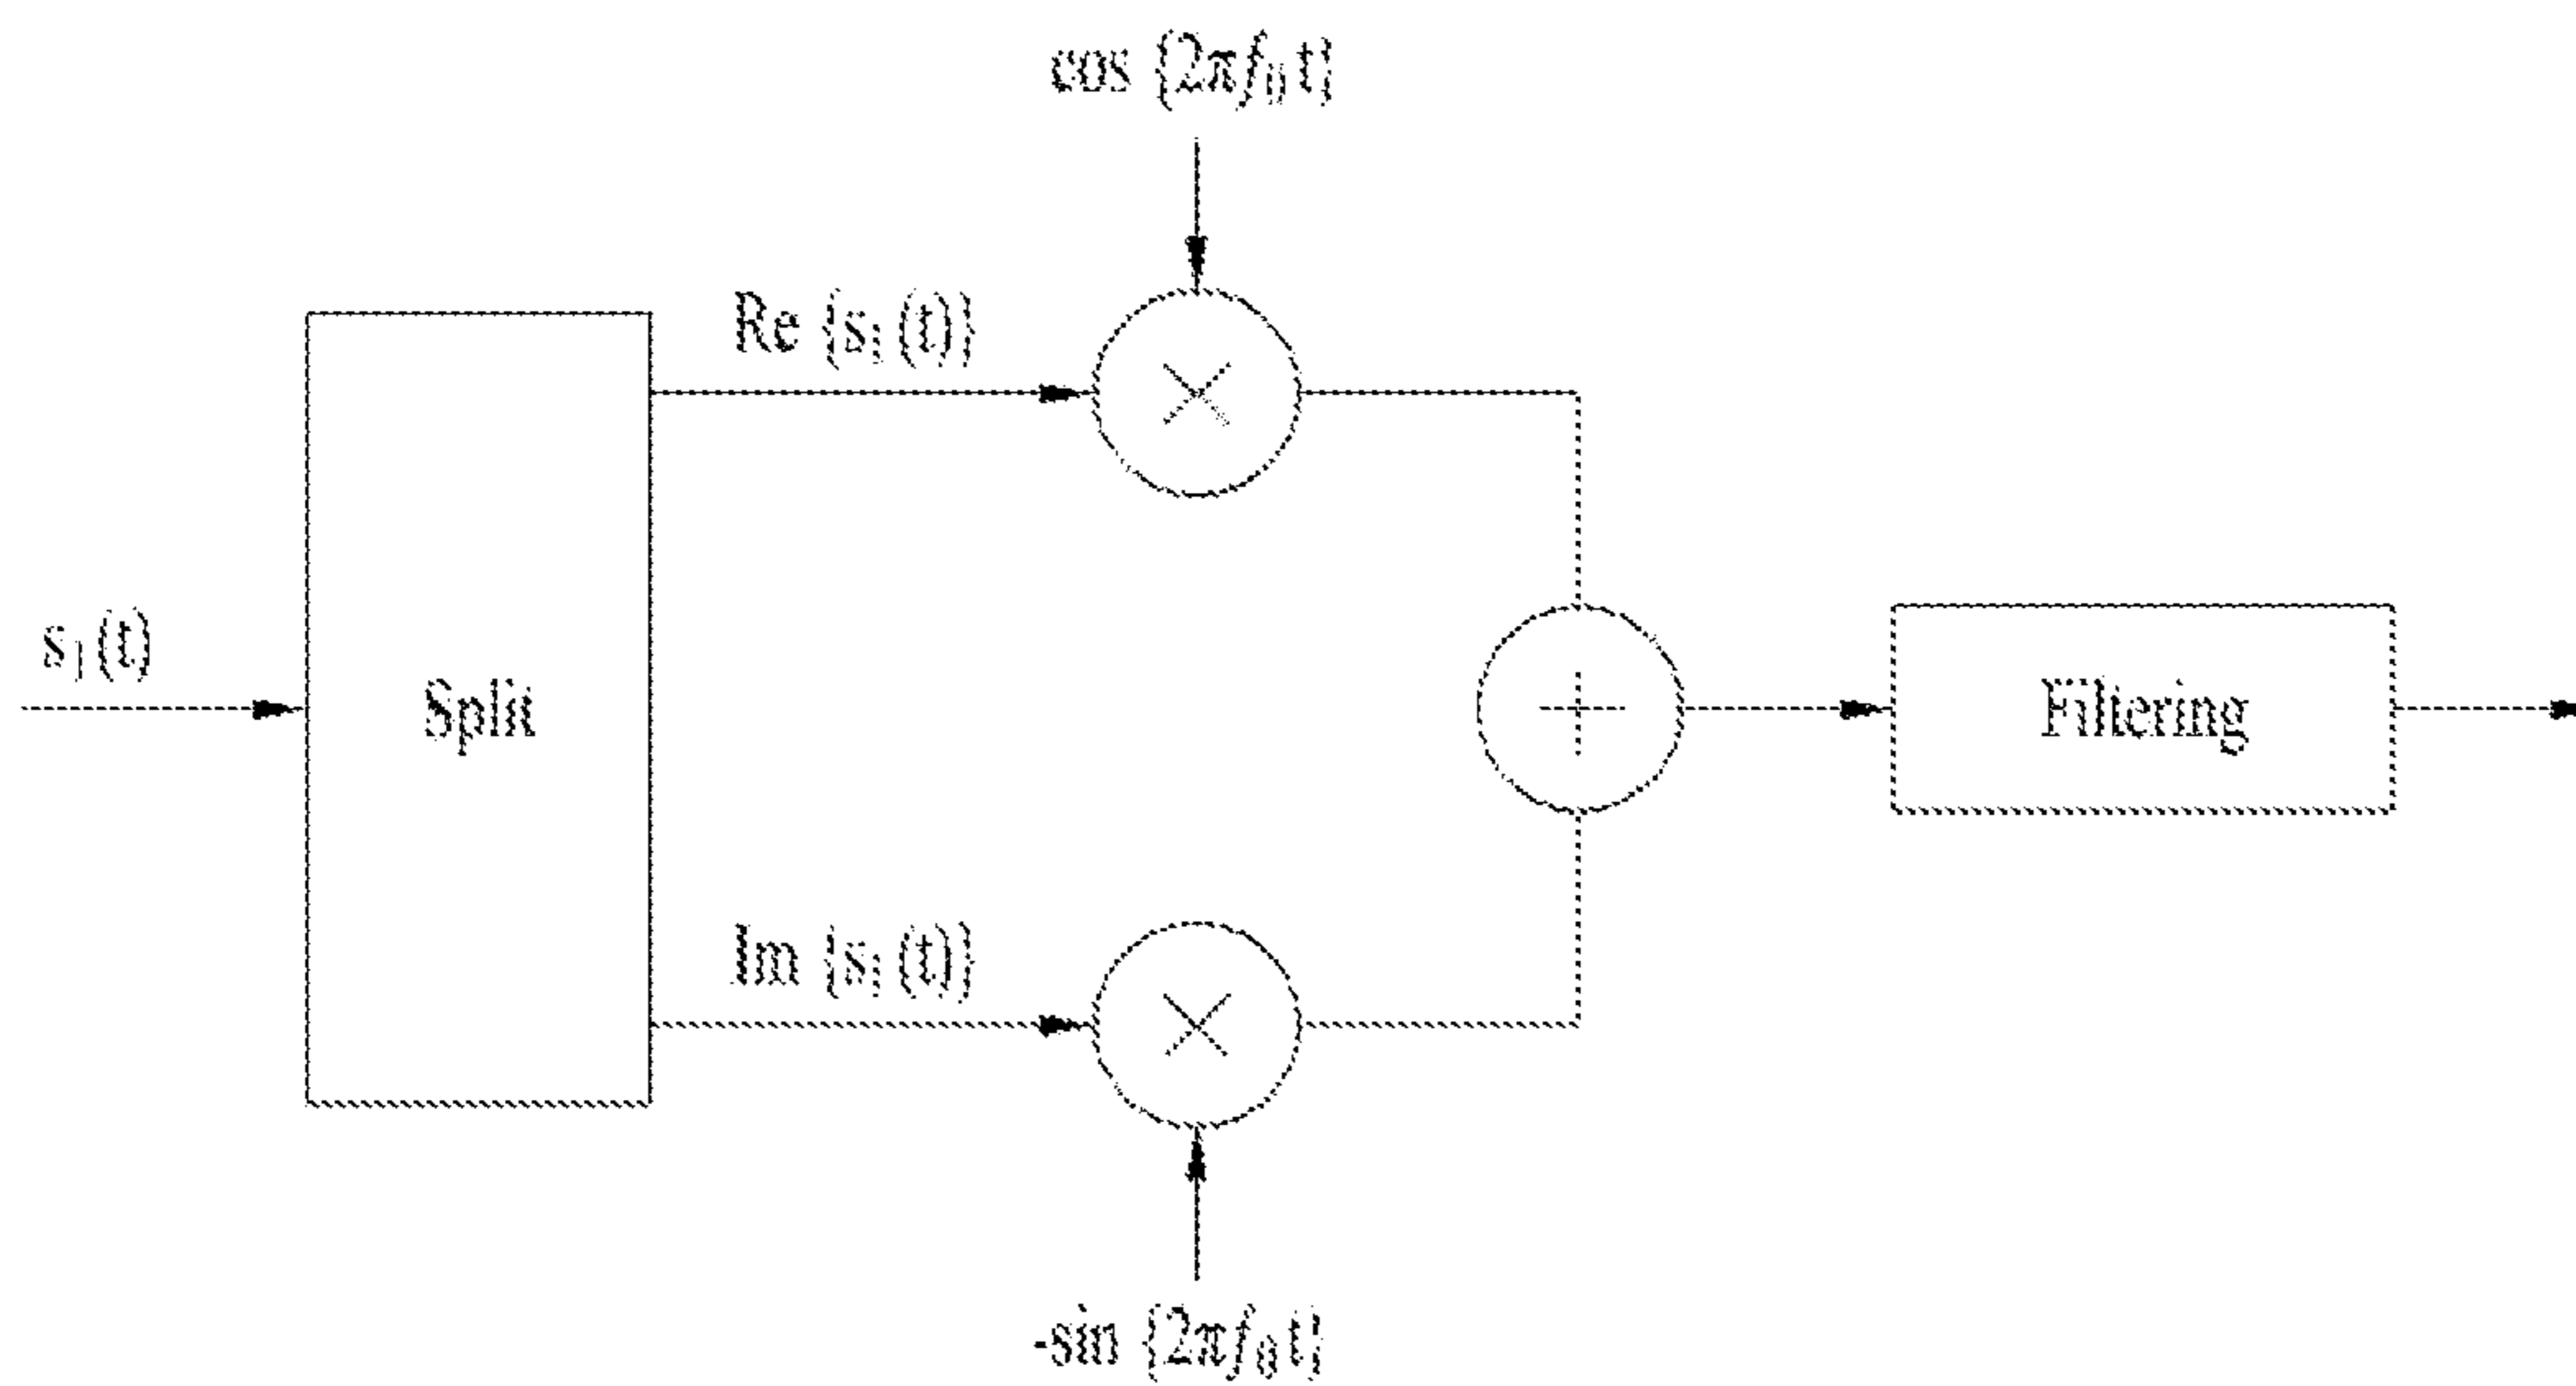 cos {2πf₀t}
Re {s₁(t)}
s₁(t)
Split
Filtering
Im {s₁(t)}
-sin {2πf₀t}